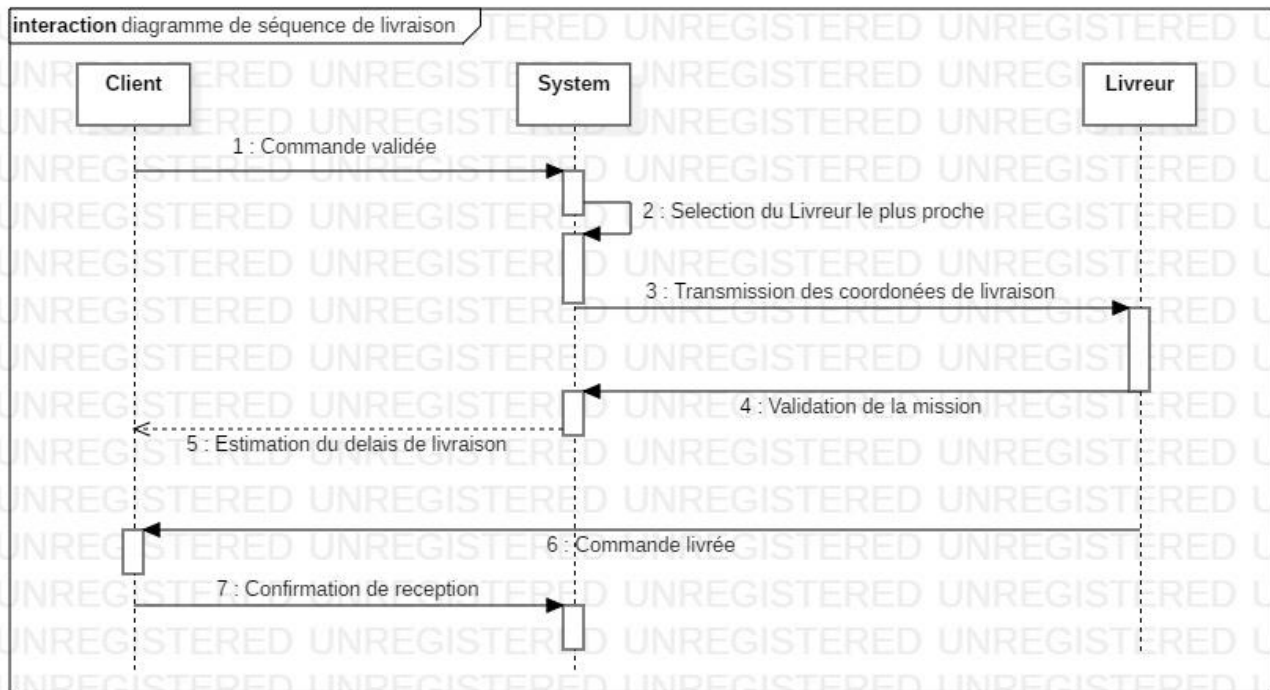 interaction diagramme de séquence de livraison
Client
System
Livreur
1 : Commande validée
2 : Selection du Livreur le plus proche
3 : Transmission des coordonées de livraison
4 : Validation de la mission
5 : Estimation du delais de livraison
6 : Commande livrée
7 : Confirmation de reception
UNREGISTERED